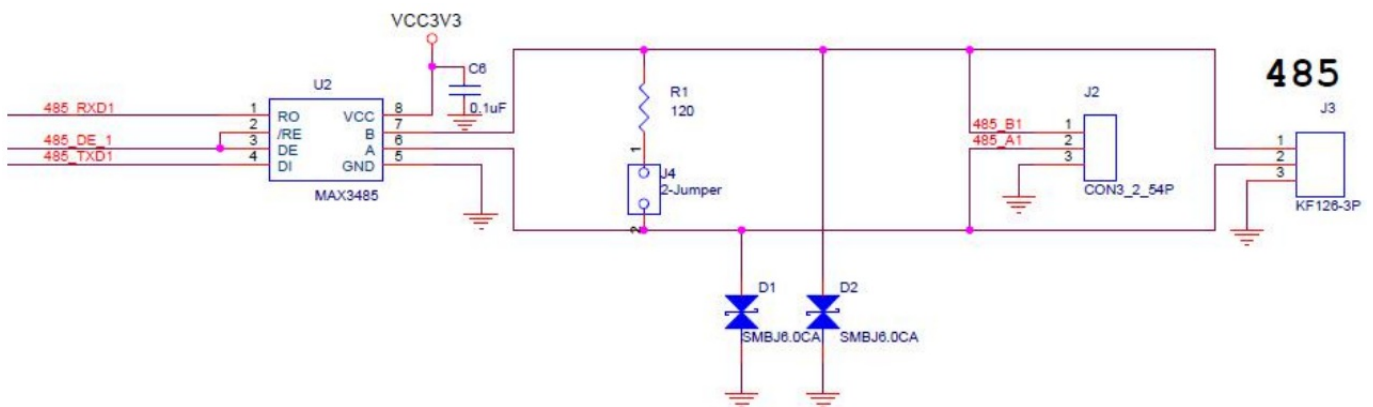 VCC3V3
C6
0.1uF
U2
485_RXD1
485_DE_1
485_TXD1
1
2
3
4
RO
/RE
DE
DI
VCC
B
A
GND
8
7
6
5
MAX3485
R1
120
1
J4
2-Jumper
2
D1
SMBJ6.0CA
D2
SMBJ6.0CA
J2
485_B1
485_A1
1
2
3
CON3_2_54P
485
J3
1
2
3
KF126-3P